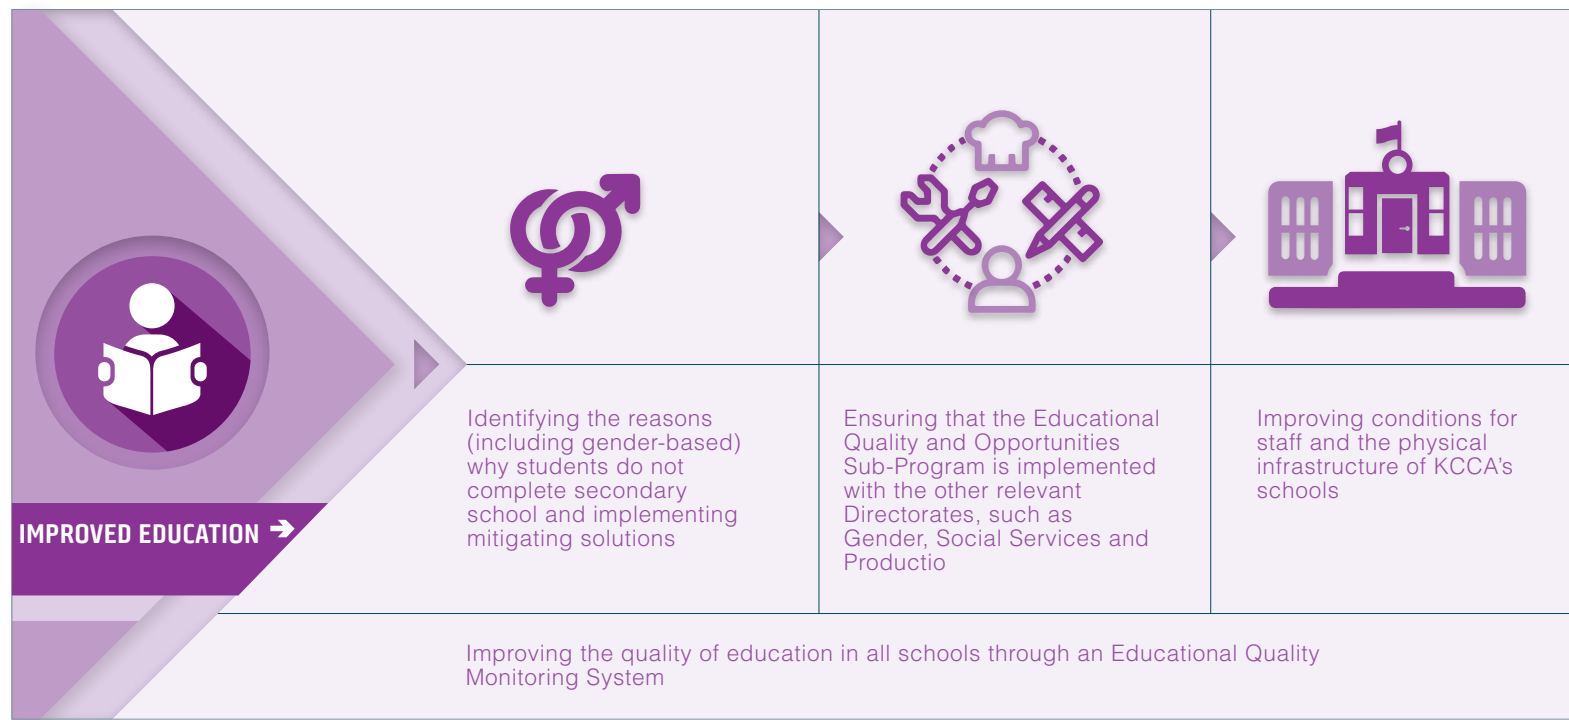 IMPROVED EDUCATION
Identifying the reasons
(including gender-based)
why students do not
complete secondary
school and implementing
mitigating solutions
Ensuring that the Educational
Quality and Opportunities
Sub-Program is implemented
with the other relevant
Directorates, such as
Gender, Social Services and
Productio
Improving conditions for
staff and the physical
infrastructure of KCCA’s
schools
Improving the quality of education in all schools through an Educational Quality
Monitoring System